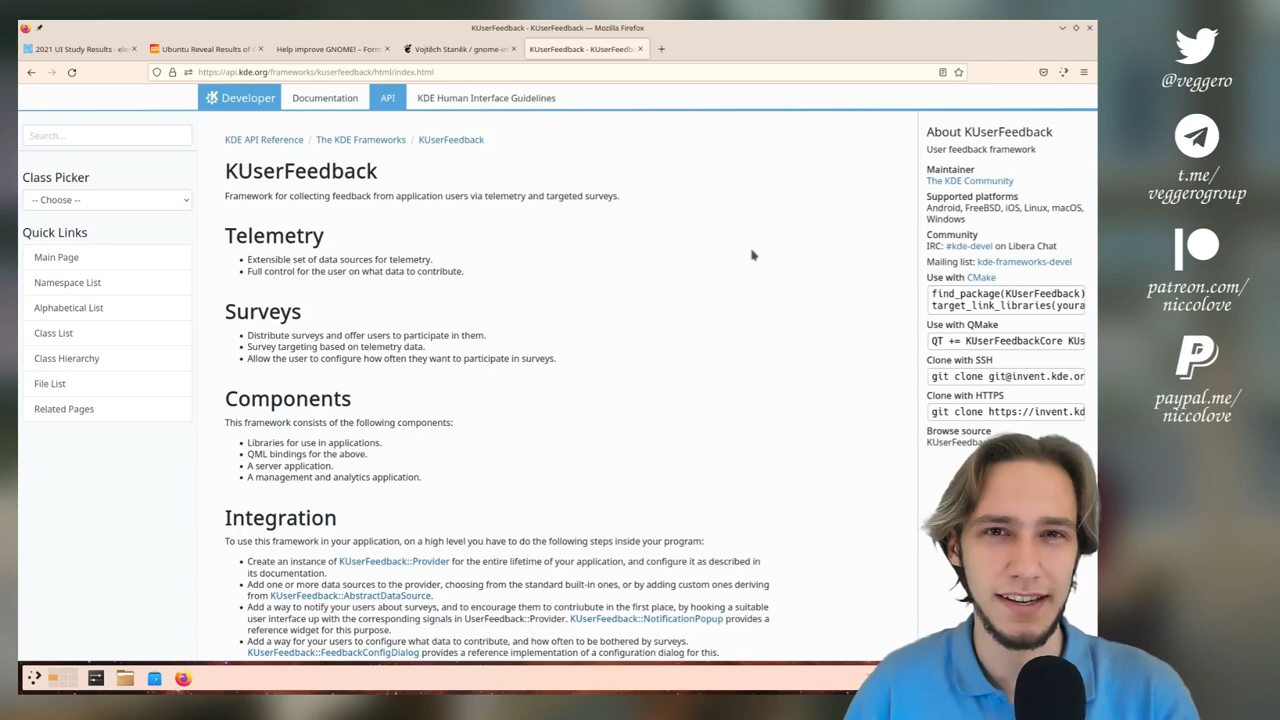 KUserFeedback - KUserFeedback — Mozilla Firefox
2021 UI Study Results - ele
Ubuntu Reveal Results of G
Help improve GNOME! – Form
Vojtěch Staněk / gnome-in
KUserFeedback - KUserFeedb
https://api.kde.org/frameworks/kuserfeedback/html/index.html
Developer
Documentation
API
KDE Human Interface Guidelines
Search...
Class Picker
-- Choose --
Quick Links
Main Page
Namespace List
Alphabetical List
Class List
Class Hierarchy
File List
Related Pages
KDE API Reference / The KDE Frameworks / KUserFeedback
KUserFeedback
Framework for collecting feedback from application users via telemetry and targeted surveys.
Telemetry
• Extensible set of data sources for telemetry.
• Full control for the user on what data to contribute.
Surveys
• Distribute surveys and offer users to participate in them.
• Survey targeting based on telemetry data.
• Allow the user to configure how often they want to participate in surveys.
Components
This framework consists of the following components:
• Libraries for use in applications.
• QML bindings for the above.
• A server application.
• A management and analytics application.
Integration
To use this framework in your application, on a high level you have to do the following steps inside your program:
• Create an instance of KUserFeedback::Provider for the entire lifetime of your application, and configure it as described in
its documentation.
• Add one or more data sources to the provider, choosing from the standard built-in ones, or by adding custom ones deriving
from KUserFeedback::AbstractDataSource.
• Add a way to notify your users about surveys, and to encourage them to contriubute in the first place, by hooking a suitable
user interface up with the corresponding signals in UserFeedback::Provider. KUserFeedback::NotificationPopup provides a
reference widget for this purpose.
• Add a way for your users to configure what data to contribute, and how often to be bothered by surveys.
KUserFeedback::FeedbackConfigDialog provides a reference implementation of a configuration dialog for this.
About KUserFeedback
User feedback framework
Maintainer
The KDE Community
Supported platforms
Android, FreeBSD, iOS, Linux, macOS,
Windows
Community
IRC: #kde-devel on Libera Chat
Mailing list: kde-frameworks-devel
Use with CMake
find_package(KUserFeedback)
target_link_libraries(youra
Use with QMake
QT += KUserFeedbackCore KUs
Clone with SSH
git clone git@invent.kde.or
Clone with HTTPS
git clone https://invent.kd
Browse source
KUserFeedback
@veggero
t.me/
veggerogroup
patreon.com/
niccolove
paypal.me/
niccolove